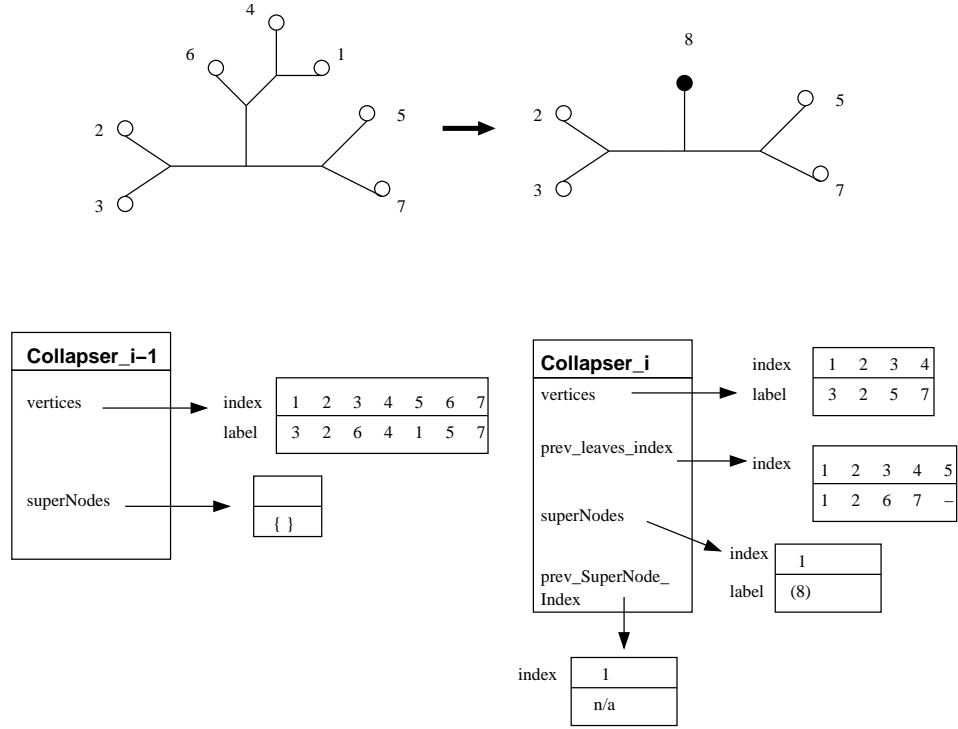 4
6 1
8
2 5
2 5
3 7
3 7
Collapser_i–1
vertices
index 1 2 3 4 5 6 7
label 3 2 6 4 1 5 7
superNodes
{ }
Collapser_i
vertices
index 1 2 3 4
label 3 2 5 7
prev_leaves_index
index 1 2 3 4 5
1 2 6 7 –
superNodes
index 1
label (8)
prev_SuperNode_
Index
index 1
n/a